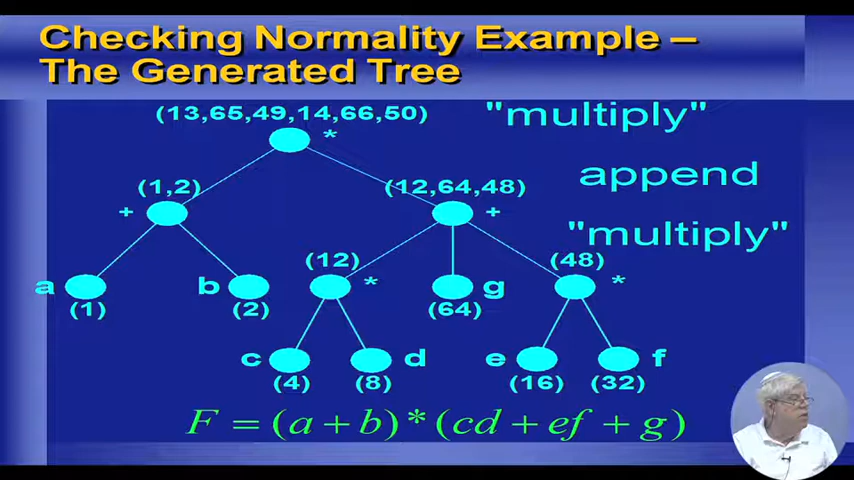 Checking Normality Example –
The Generated Tree
(13,65,49,14,66,50)
"multiply"
*
append
(1,2)
(12,64,48)
+
+
"multiply"
(12)
(48)
a
b
*
g
*
(1)
(2)
(64)
c
d
e
f
(4)
(8)
(16)
(32)
F = (a + b) * (cd + ef + g)